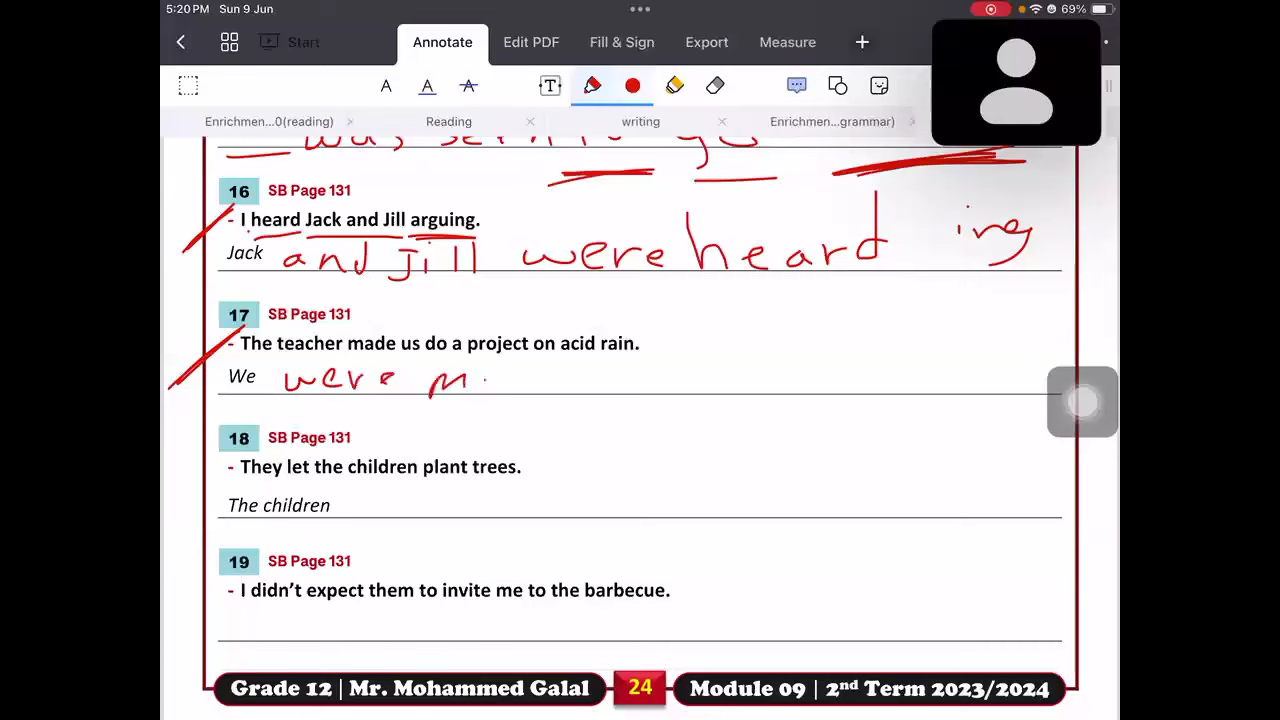 5:20 PM Sun 9 Jun 69%
Start Annotate Edit PDF Fill & Sign Export Measure
A A A T
Enrichmen...0(reading) × Reading × writing × Enrichmen...grammar) ×
16 SB Page 131
- I heard Jack and Jill arguing.
Jack and jill were heard ing
17 SB Page 131
- The teacher made us do a project on acid rain.
We were m
18 SB Page 131
- They let the children plant trees.
The children
19 SB Page 131
- I didn't expect them to invite me to the barbecue.
Grade 12 | Mr. Mohammed Galal 24 Module 09 | 2nd Term 2023/2024